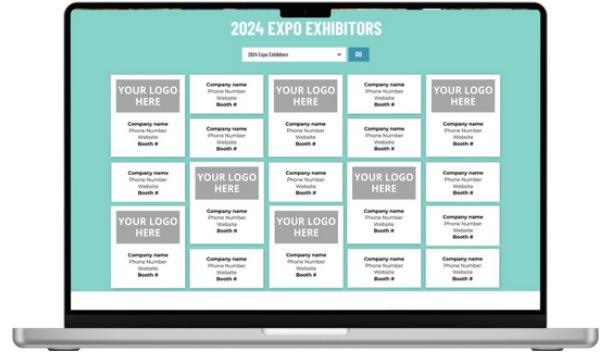 2024 EXPO EXHIBITORS
2024 Expo Exhibitors
GO
YOUR LOGO
HERE
Company name
Phone Number
Website
Booth #
Company name
Phone Number
Website
Booth #
YOUR LOGO
HERE
Company name
Phone Number
Website
Booth #
Company name
Phone Number
Website
Booth #
Company name
Phone Number
Website
Booth #
YOUR LOGO
HERE
Company name
Phone Number
Website
Booth #
Company name
Phone Number
Website
Booth #
YOUR LOGO
HERE
Company name
Phone Number
Website
Booth #
Company name
Phone Number
Website
Booth #
YOUR LOGO
HERE
Company name
Phone Number
Website
Booth #
Company name
Phone Number
Website
Booth #
Company name
Phone Number
Website
Booth #
YOUR LOGO
HERE
Company name
Phone Number
Website
Booth #
Company name
Phone Number
Website
Booth #
YOUR LOGO
HERE
Company name
Phone Number
Website
Booth #
Company name
Phone Number
Website
Booth #
Company name
Phone Number
Website
Booth #
Company name
Phone Number
Website
Booth #